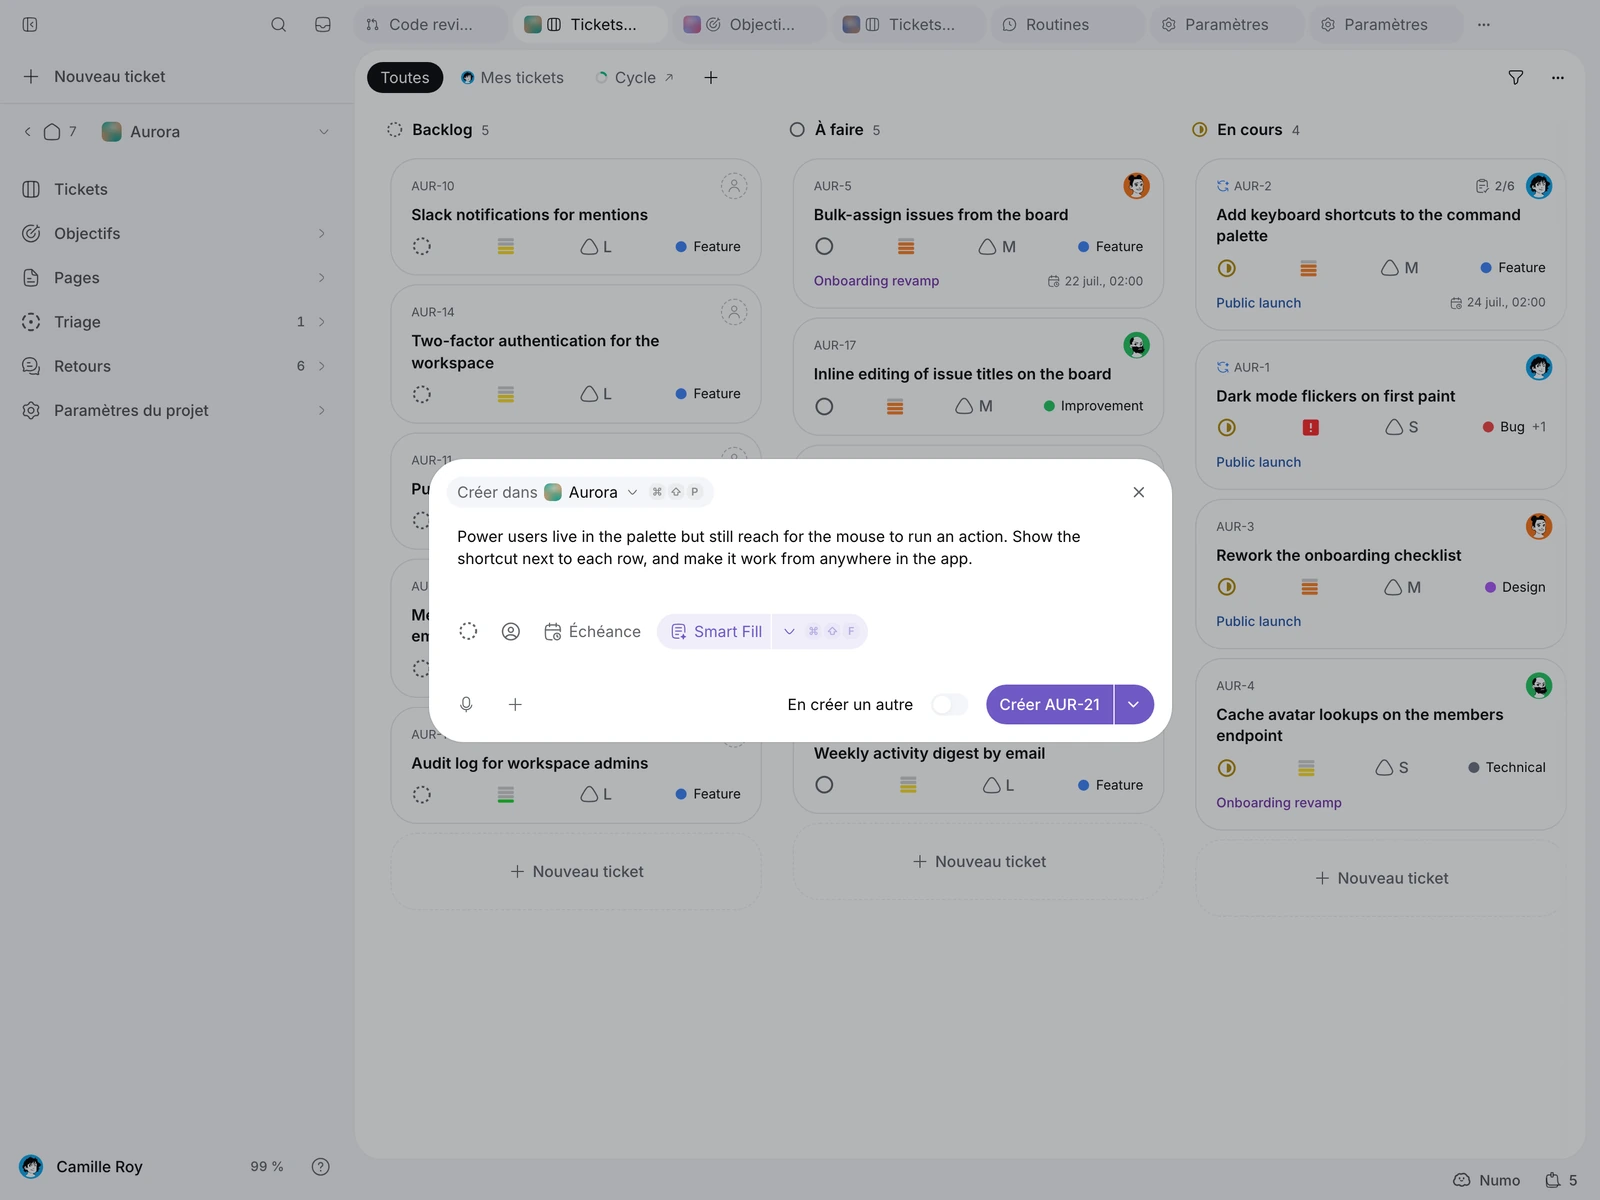 Code revi...
Tickets...
Objecti...
Tickets...
Routines
Paramètres
Paramètres
Nouveau ticket
7
Aurora
Tickets
Objectifs
Pages
Triage
1
Retours
6
Paramètres du projet
Toutes
Mes tickets
Cycle
Backlog 5
AUR-10
Slack notifications for mentions
L
Feature
AUR-14
Two-factor authentication for the
workspace
L
Feature
AUR-11
Pu
AU
Me
em
AUR-1
Audit log for workspace admins
L
Feature
Nouveau ticket
À faire 5
AUR-5
Bulk-assign issues from the board
M
Feature
Onboarding revamp
22 juil., 02:00
AUR-17
Inline editing of issue titles on the board
M
Improvement
Weekly activity digest by email
L
Feature
Nouveau ticket
En cours 4
AUR-2
2/6
Add keyboard shortcuts to the command
palette
M
Feature
Public launch
24 juil., 02:00
AUR-1
Dark mode flickers on first paint
S
Bug +1
Public launch
AUR-3
Rework the onboarding checklist
M
Design
Public launch
AUR-4
Cache avatar lookups on the members
endpoint
S
Technical
Onboarding revamp
Nouveau ticket
Créer dans Aurora ⌘ ⇧ P
Power users live in the palette but still reach for the mouse to run an action. Show the
shortcut next to each row, and make it work from anywhere in the app.
Échéance
Smart Fill ⌘ ⇧ F
En créer un autre
Créer AUR-21
Camille Roy
99 %
Numo
5